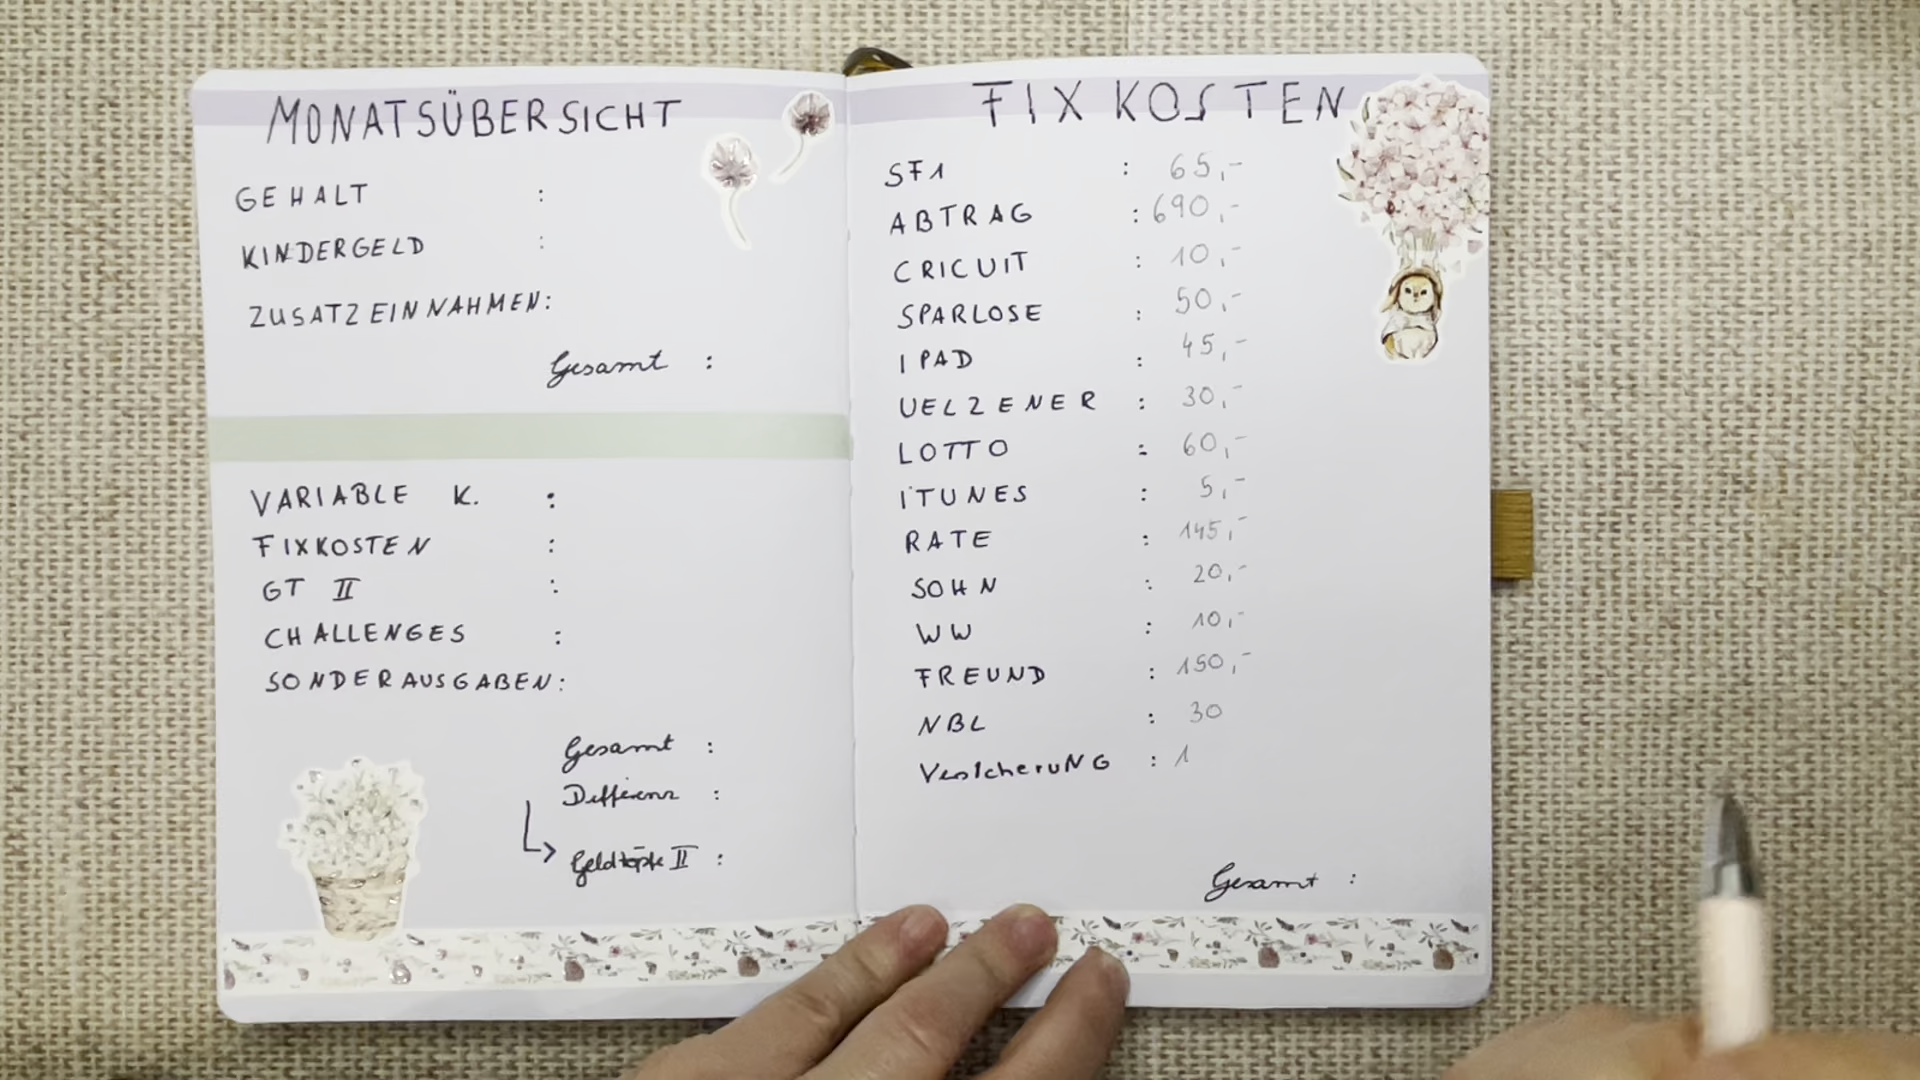 MONATSÜBERSICHT
GEHALT :
KINDERGELD :
ZUSATZEINNAHMEN:
Gesamt :
VARIABLE K. :
FIXKOSTEN :
GT II :
CHALLENGES :
SONDERAUSGABEN:
Gesamt :
Differenz :
Geldtöpfe II :
FIXKOSTEN
SF1 : 65,-
ABTRAG : 690,-
CRICUIT : 10,-
SPARLOSE : 50,-
IPAD : 45,-
UELZENER : 30,-
LOTTO : 60,-
ITUNES : 5,-
RATE : 145,-
SOHN : 20,-
WW : 10,-
FREUND : 150,-
NBL : 30
VersicheruNG : 1
Gesamt :